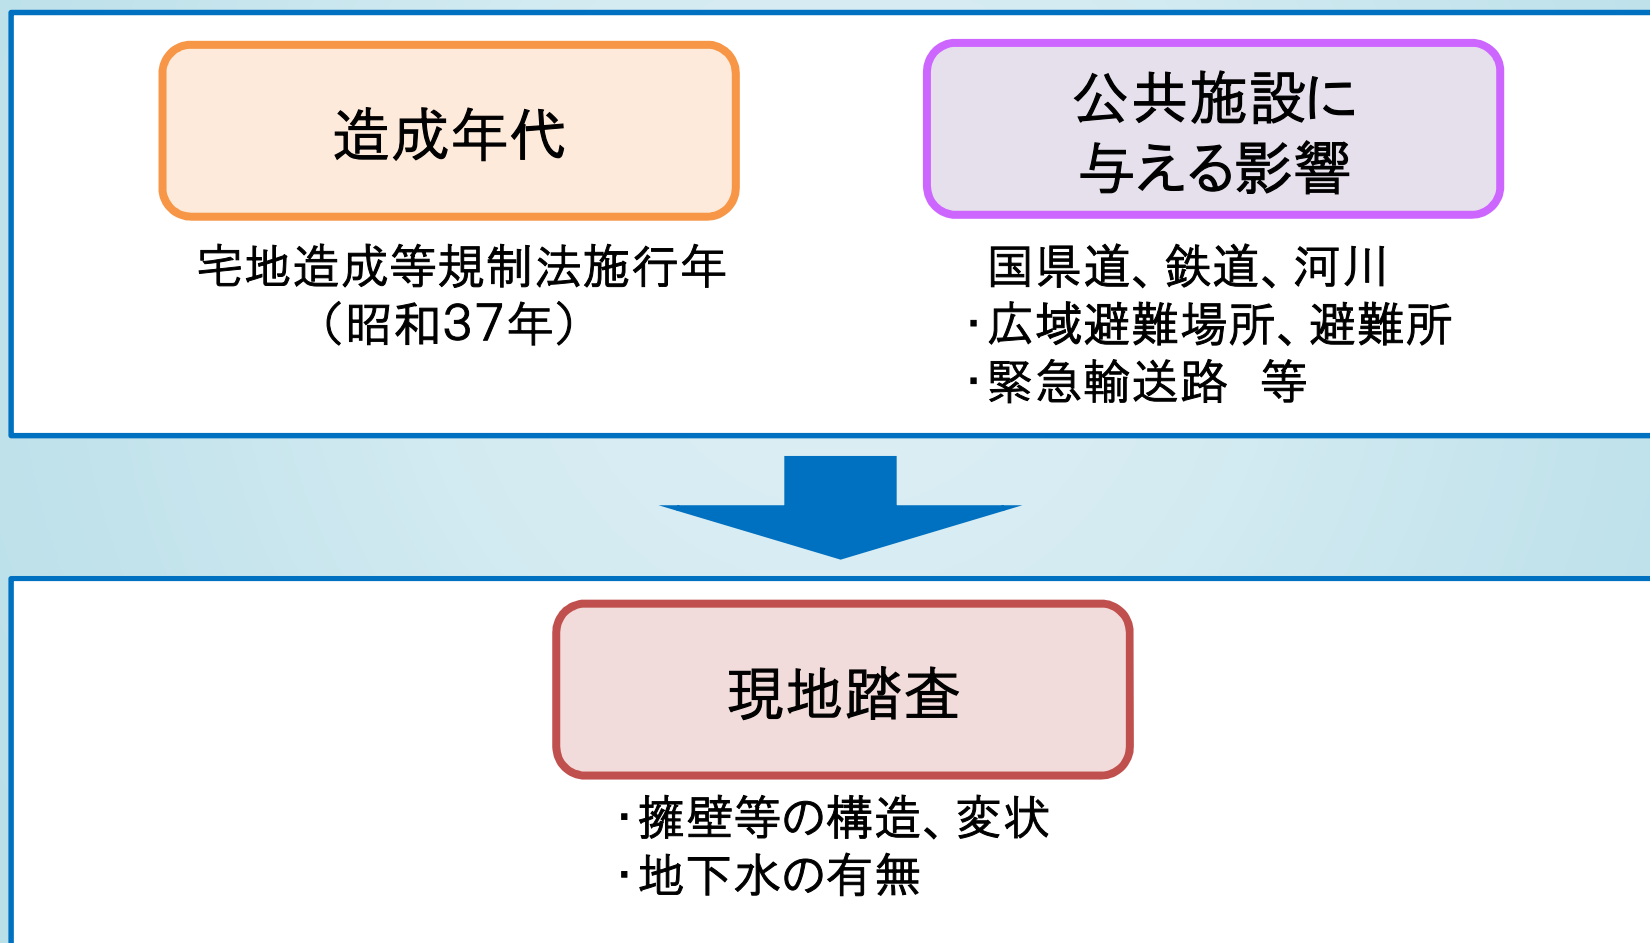 造成年代
宅地造成等規制法施行年
（昭和37年）
公共施設に
与える影響
国県道、鉄道、河川
・広域避難場所、避難所
・緊急輸送路　等
現地踏査
・擁壁等の構造、変状
・地下水の有無